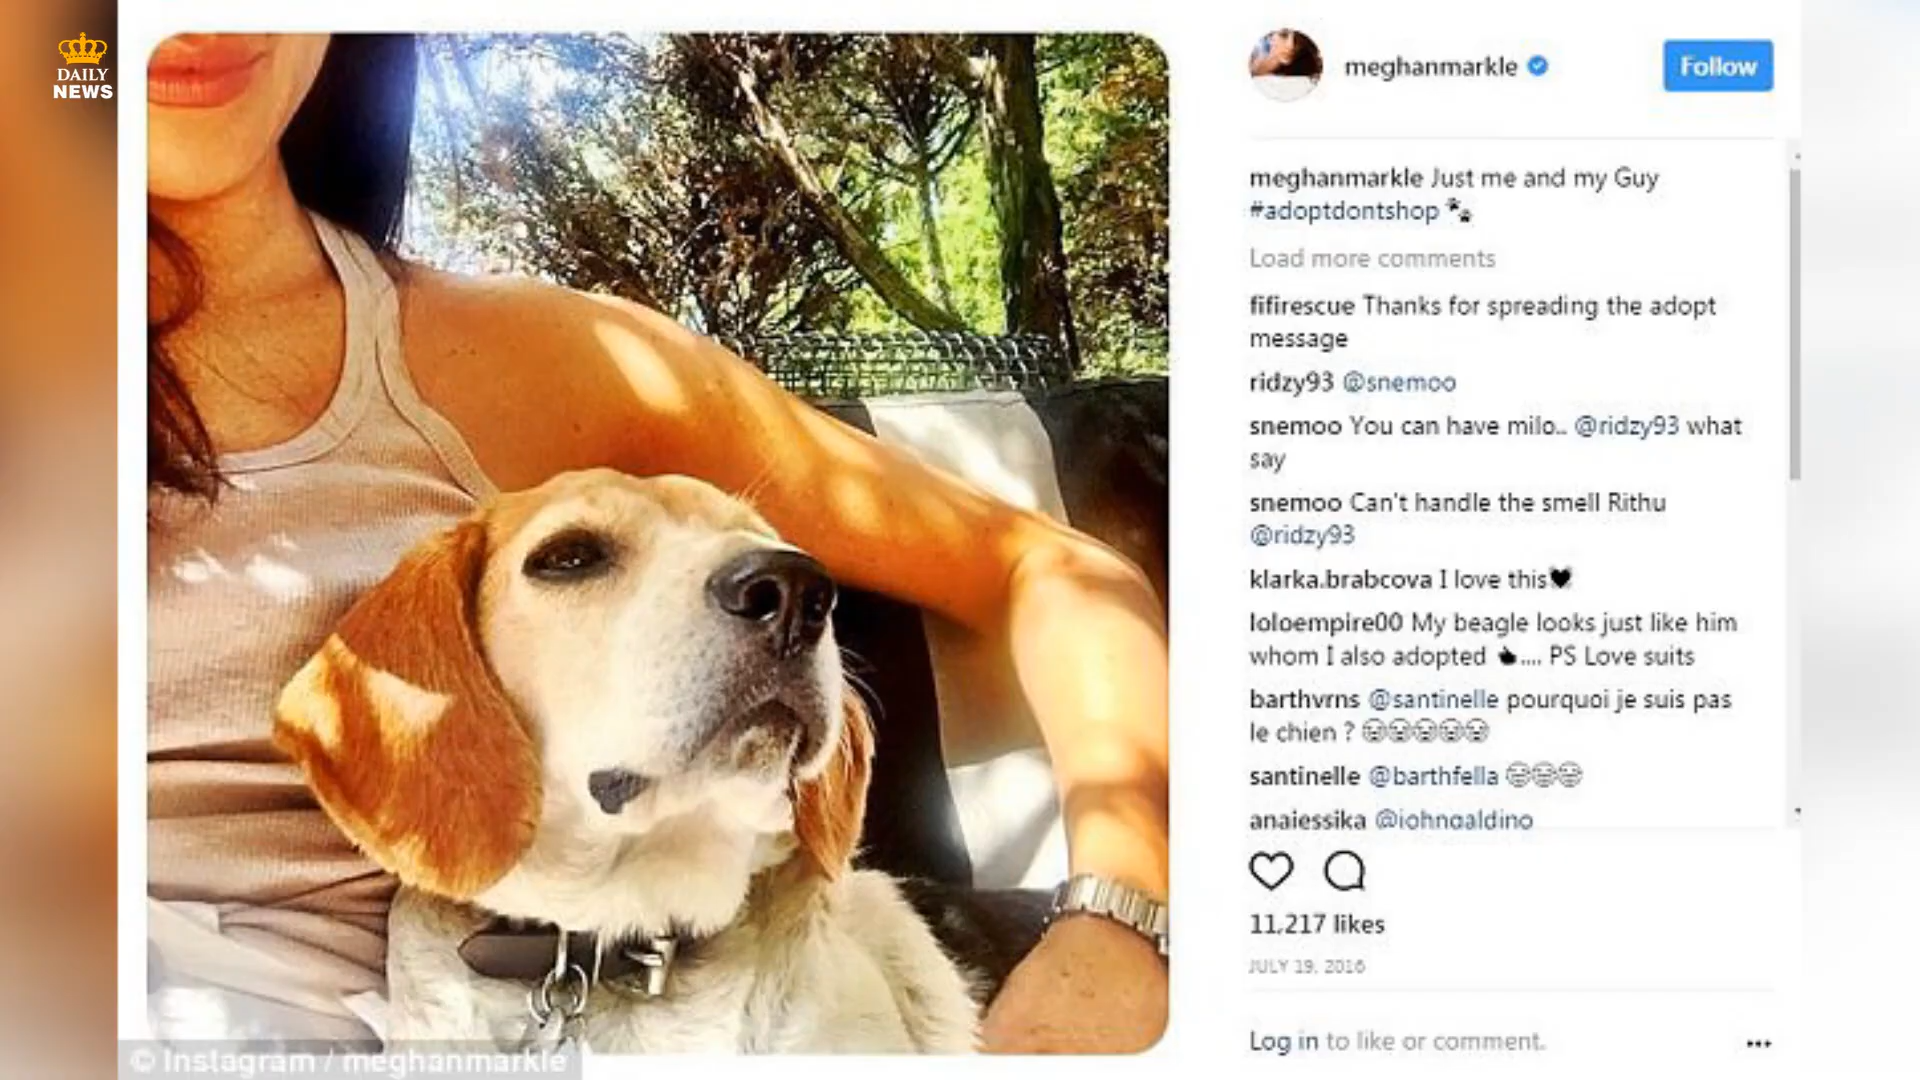 DAILY
NEWS
meghanmarkle
Follow
meghanmarkle Just me and my Guy
#adoptdontshop
Load more comments
fifirescue Thanks for spreading the adopt
message
ridzy93 @snemoo
snemoo You can have milo.. @ridzy93 what
say
snemoo Can't handle the smell Rithu
@ridzy93
klarka.brabcova I love this
loloempire00 My beagle looks just like him
whom I also adopted .... PS Love suits
barthvrns @santinelle pourquoi je suis pas
le chien ?
santinelle @barthfella
anajessika @johngaldino
11,217 likes
JULY 19, 2016
Log in to like or comment.
© Instagram / meghanmarkle